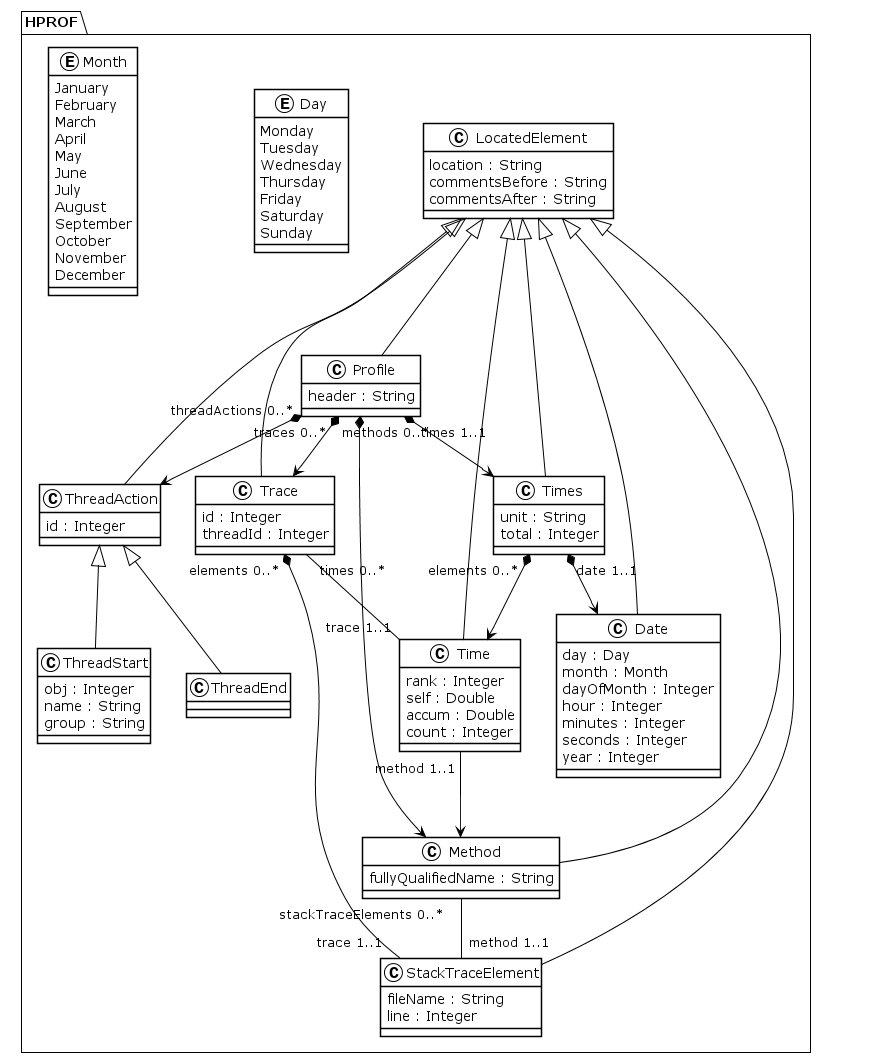 HPROF
E Month
January
February
March
April
May
June
July
August
September
October
November
December
E Day
Monday
Tuesday
Wednesday
Thursday
Friday
Saturday
Sunday
C LocatedElement
location : String
commentsBefore : String
commentsAfter : String
C Profile
header : String
threadActions 0..*
traces 0..*
methods 0..*
times 1..1
C ThreadAction
id : Integer
C Trace
id : Integer
threadId : Integer
C Times
unit : String
total : Integer
elements 0..*
times 0..*
elements 0..*
date 1..1
trace 1..1
C ThreadStart
obj : Integer
name : String
group : String
C ThreadEnd
C Time
rank : Integer
self : Double
accum : Double
count : Integer
C Date
day : Day
month : Month
dayOfMonth : Integer
hour : Integer
minutes : Integer
seconds : Integer
year : Integer
method 1..1
C Method
fullyQualifiedName : String
stackTraceElements 0..*
trace 1..1
method 1..1
C StackTraceElement
fileName : String
line : Integer